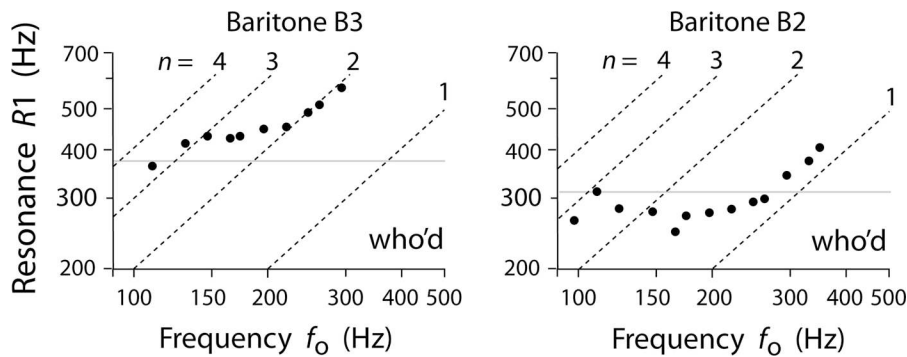 Baritone B3
Resonance R1 (Hz)
700
500
400
300
200
n = 4 3 2 1
who'd
100 150 200 300 400 500
Frequency fo (Hz)
Baritone B2
700
500
400
300
200
n = 4 3 2 1
who'd
100 150 200 300 400 500
Frequency fo (Hz)